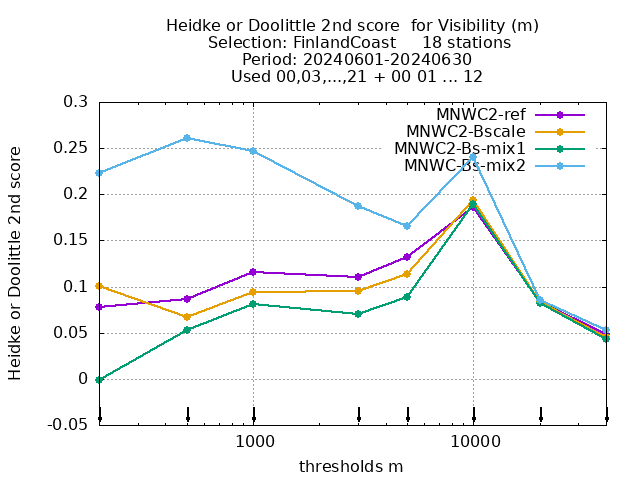 Heidke or Doolittle 2nd score  for Visibility (m)
Selection: FinlandCoast     18 stations
Period: 20240601-20240630
Used 00,03,...,21 + 00 01 ... 12
0.3
0.25
0.2
0.15
0.1
0.05
0
-0.05
Heidke or Doolittle 2nd score
MNWC2-ref
MNWC2-Bscale
MNWC2-Bs-mix1
MNWC-Bs-mix2
1000
10000
thresholds m